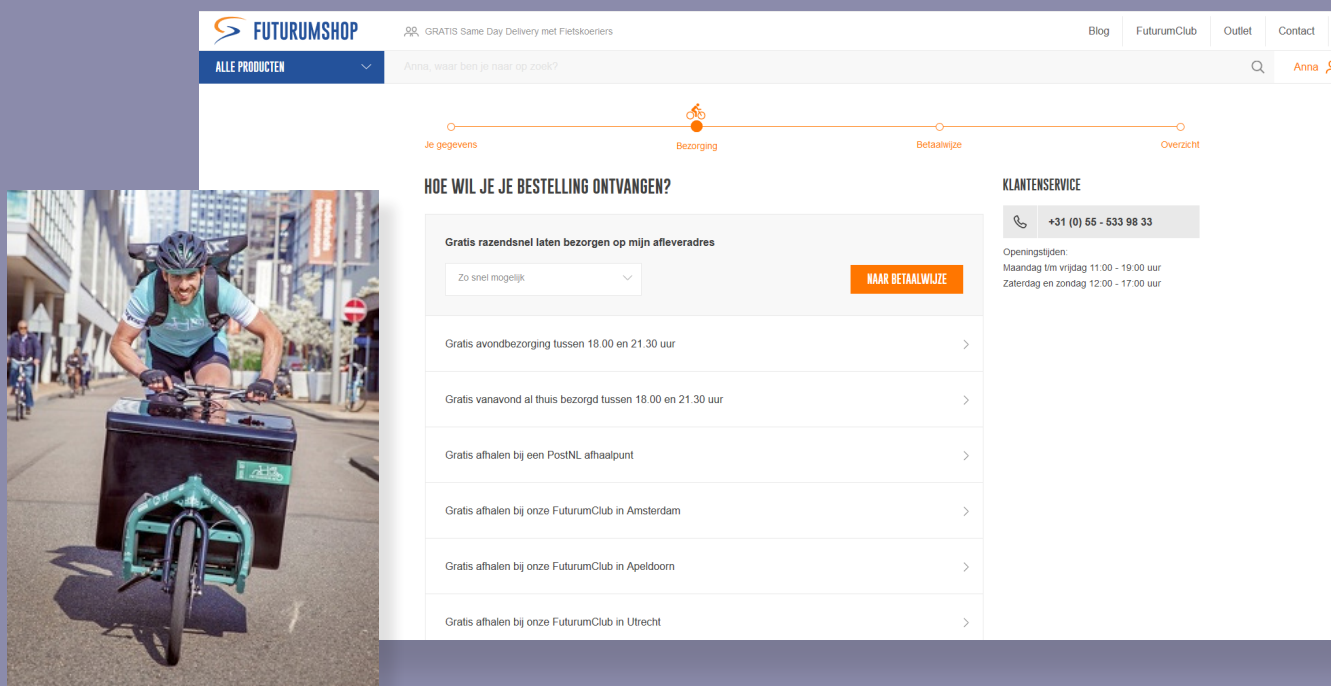 FUTURUMSHOP
GRATIS Same Day Delivery met Fietskoeriers
Blog
FuturumClub
Outlet
Contact
ALLE PRODUCTEN
Anna, waar ben je naar op zoek?
Anna
Je gegevens
Bezorging
Betaalwijze
Overzicht
HOE WIL JE JE BESTELLING ONTVANGEN?
Gratis razendsnel laten bezorgen op mijn afleveradres
Zo snel mogelijk
NAAR BETAALWIJZE
Gratis avondbezorging tussen 18.00 en 21.30 uur
Gratis vanavond al thuis bezorgd tussen 18.00 en 21.30 uur
Gratis afhalen bij een PostNL afhaalpunt
Gratis afhalen bij onze FuturumClub in Amsterdam
Gratis afhalen bij onze FuturumClub in Apeldoorn
Gratis afhalen bij onze FuturumClub in Utrecht
KLANTENSERVICE
+31 (0) 55 - 533 98 33
Openingstijden:
Maandag t/m vrijdag 11:00 - 19:00 uur
Zaterdag en zondag 12:00 - 17:00 uur